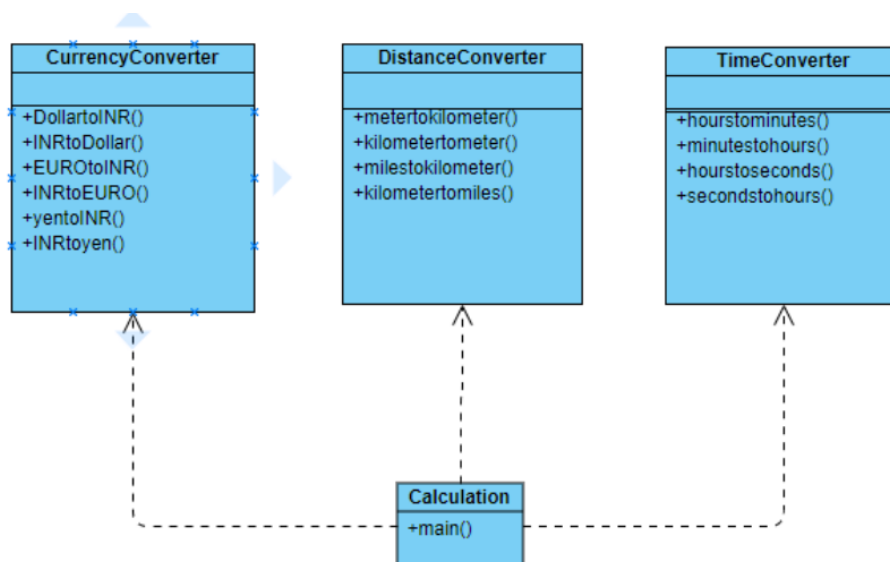 CurrencyConverter
+DollartoINR()
+INRtoDollar()
+EUROtoINR()
+INRtoEURO()
+yentoINR()
+INRtoyen()
DistanceConverter
+metertokilometer()
+kilometertometer()
+milestokilometer()
+kilometertomiles()
TimeConverter
+hourstominutes()
+minutestohours()
+hourstoseconds()
+secondstohours()
Calculation
+main()